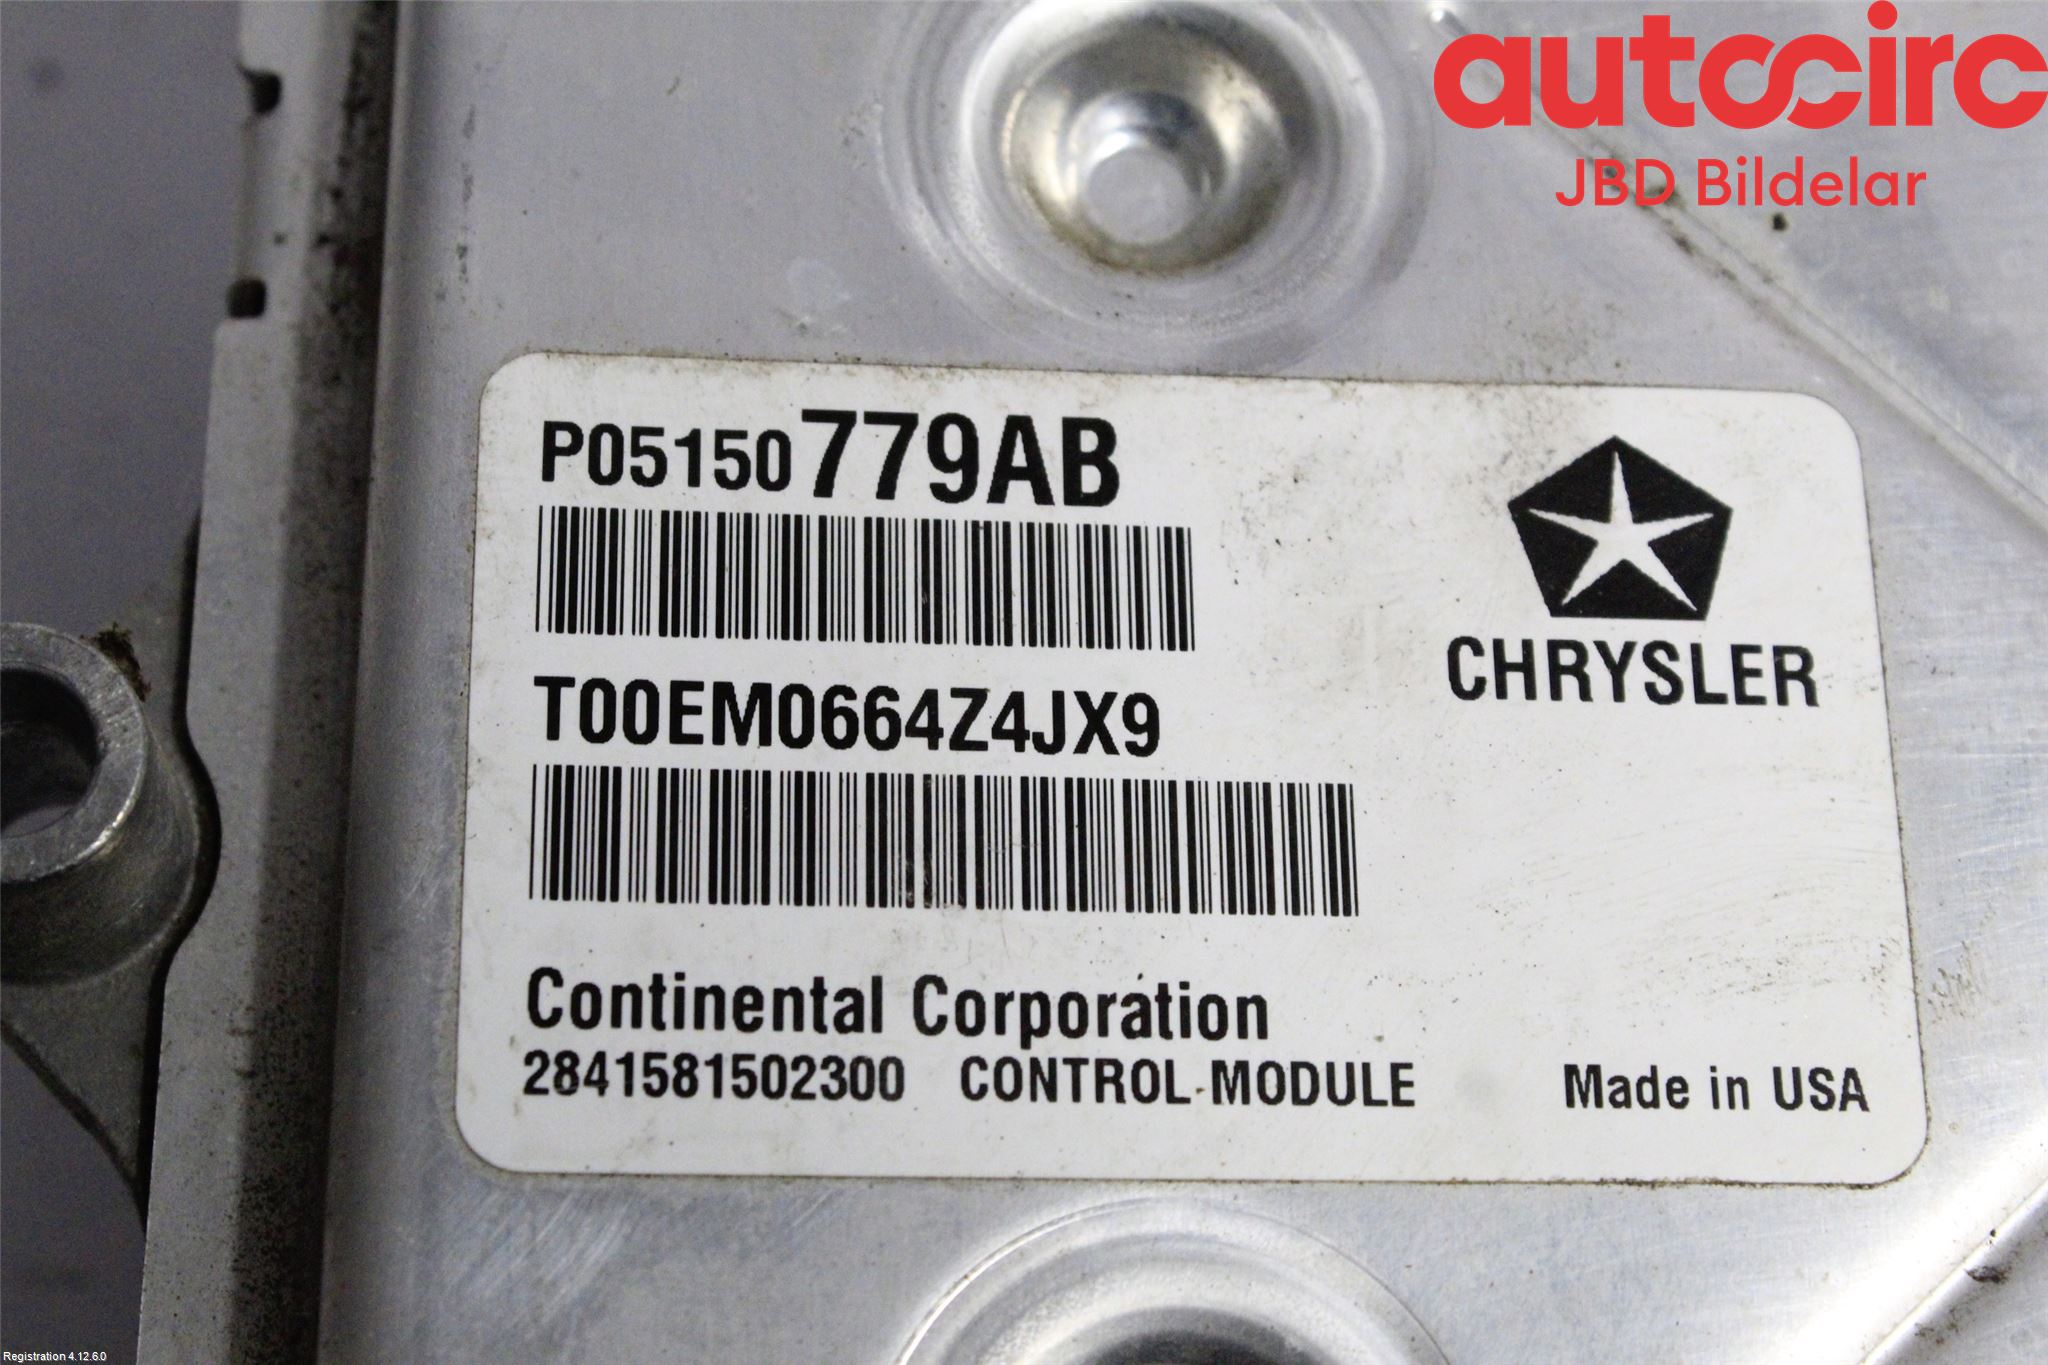 autocirc
JBD Bildelar
P05150779AB
CHRYSLER
T00EM0664Z4JX9
Continental Corporation
2841581502300 CONTROL MODULE Made in USA
Registration 4.12.6.0